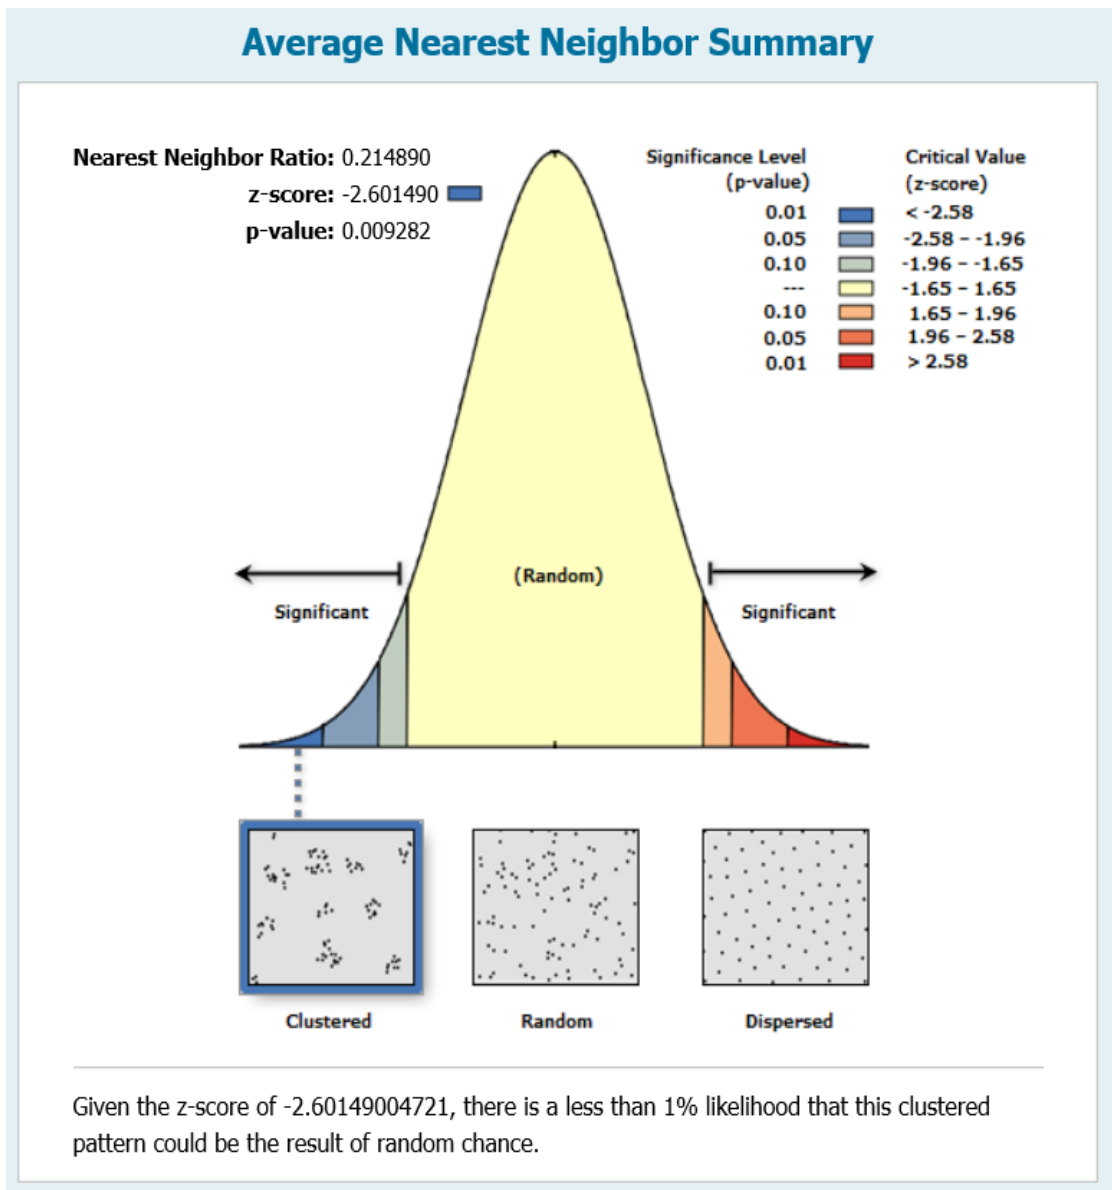 Average Nearest Neighbor Summary
Nearest Neighbor Ratio: 0.214890
z-score: -2.601490
p-value: 0.009282
Significance Level (p-value)
Critical Value (z-score)
0.01 < -2.58
0.05 -2.58 – -1.96
0.10 -1.96 – -1.65
--- -1.65 – 1.65
0.10 1.65 – 1.96
0.05 1.96 – 2.58
0.01 > 2.58
(Random)
Significant
Significant
Clustered
Random
Dispersed
Given the z-score of -2.60149004721, there is a less than 1% likelihood that this clustered
pattern could be the result of random chance.